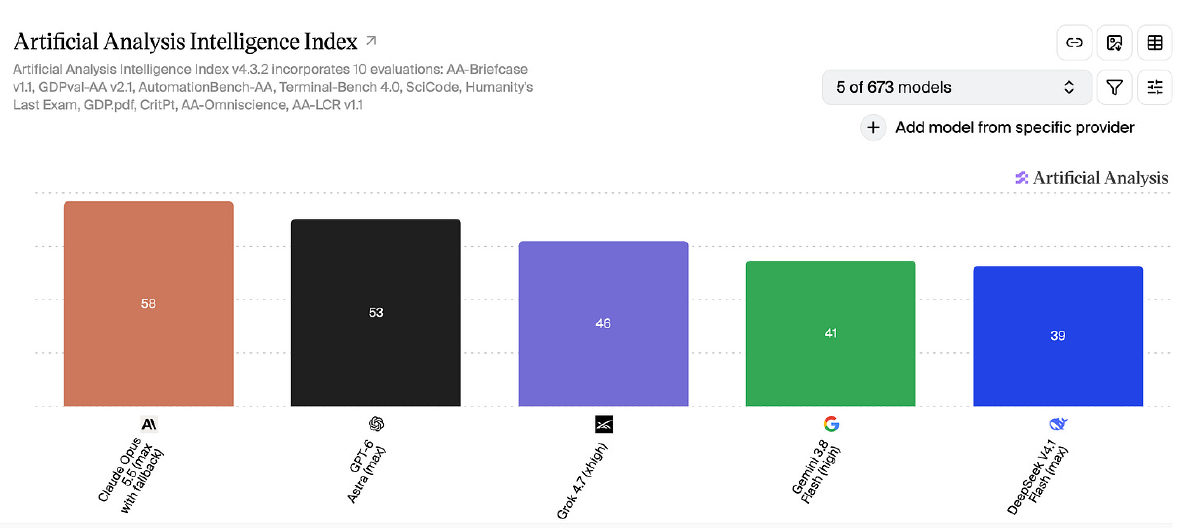 Artificial Analysis Intelligence Index
Artificial Analysis Intelligence Index v4.3.2 incorporates 10 evaluations: AA-Briefcase
v1.1, GDPval-AA v2.1, AutomationBench-AA, Terminal-Bench 4.0, SciCode, Humanity's
Last Exam, GDP.pdf, CritPt, AA-Omniscience, AA-LCR v1.1
5 of 673 models
Add model from specific provider
Artificial Analysis
58
53
46
41
39
Claude Opus
5.5 (max
with fallback)
GPT-6
Astra (max)
Grok 4.7 (xhigh)
Gemini 3.8
Flash (high)
DeepSeek V4.1
Flash (max)